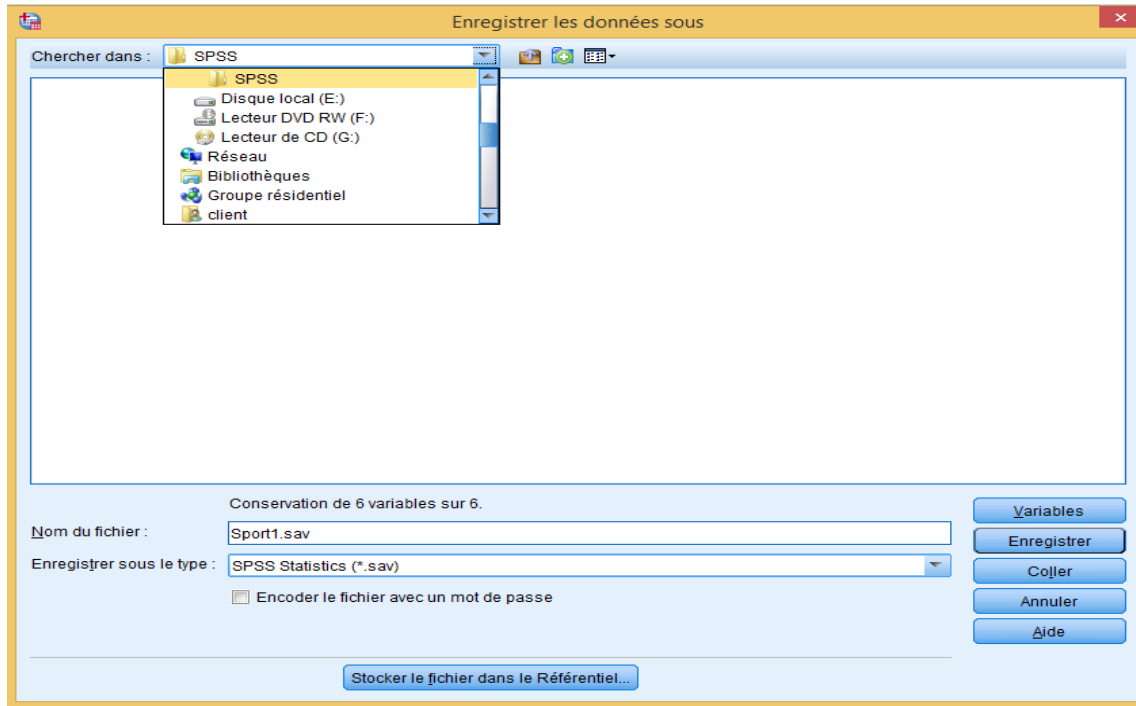 Enregistrer les données sous
Chercher dans : SPSS
SPSS
Disque local (E:)
Lecteur DVD RW (F:)
Lecteur de CD (G:)
Réseau
Bibliothèques
Groupe résidentiel
client
Conservation de 6 variables sur 6.
Nom du fichier : Sport1.sav
Enregistrer sous le type : SPSS Statistics (*.sav)
Encoder le fichier avec un mot de passe
Variables
Enregistrer
Coller
Annuler
Aide
Stocker le fichier dans le Référentiel...